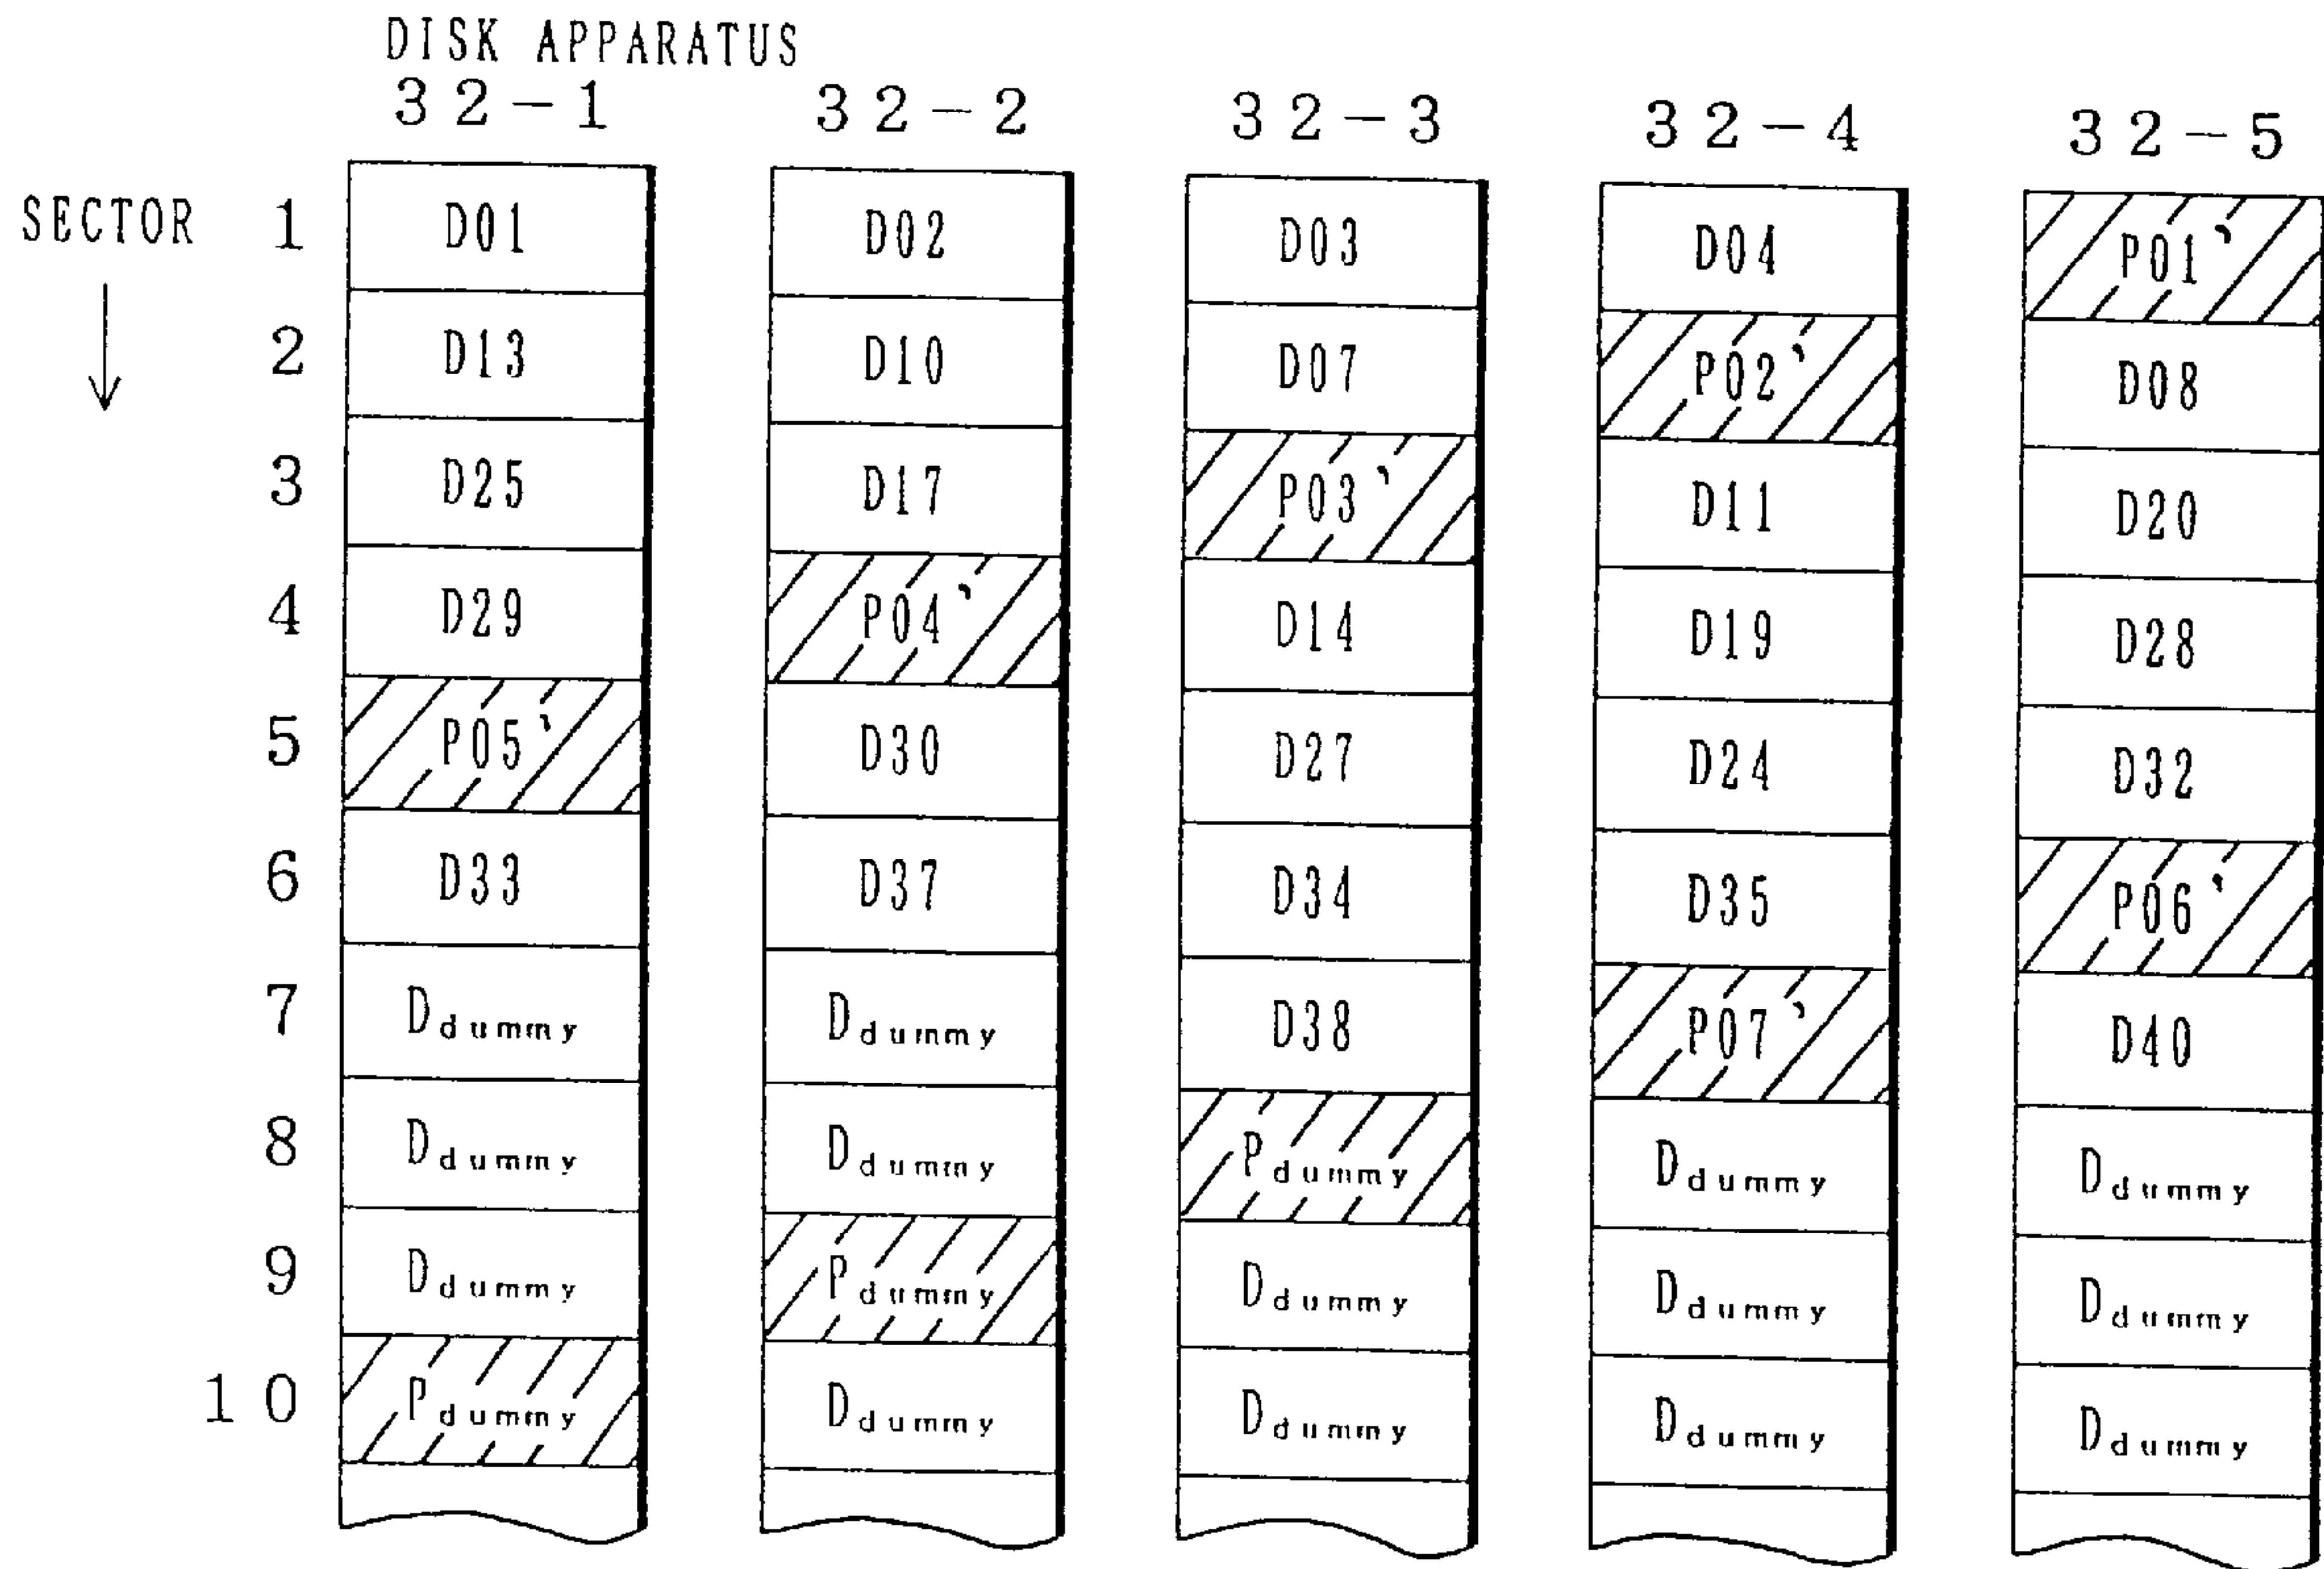 DISK APPARATUS
32-1 32-2 32-3 32-4 32-5
SECTOR 1 D01 D02 D03 D04 P01'
2 D13 D10 D07 P02' D08
3 D25 D17 P03' D11 D20
4 D29 P04' D14 D19 D28
5 P05' D30 D27 D24 D32
6 D33 D37 D34 D35 P06'
7 Ddummy Ddummy D38 P07' D40
8 Ddummy Ddummy Pdummy Ddummy Ddummy
9 Ddummy Pdummy Ddummy Ddummy Ddummy
10 Pdummy Ddummy Ddummy Ddummy Ddummy